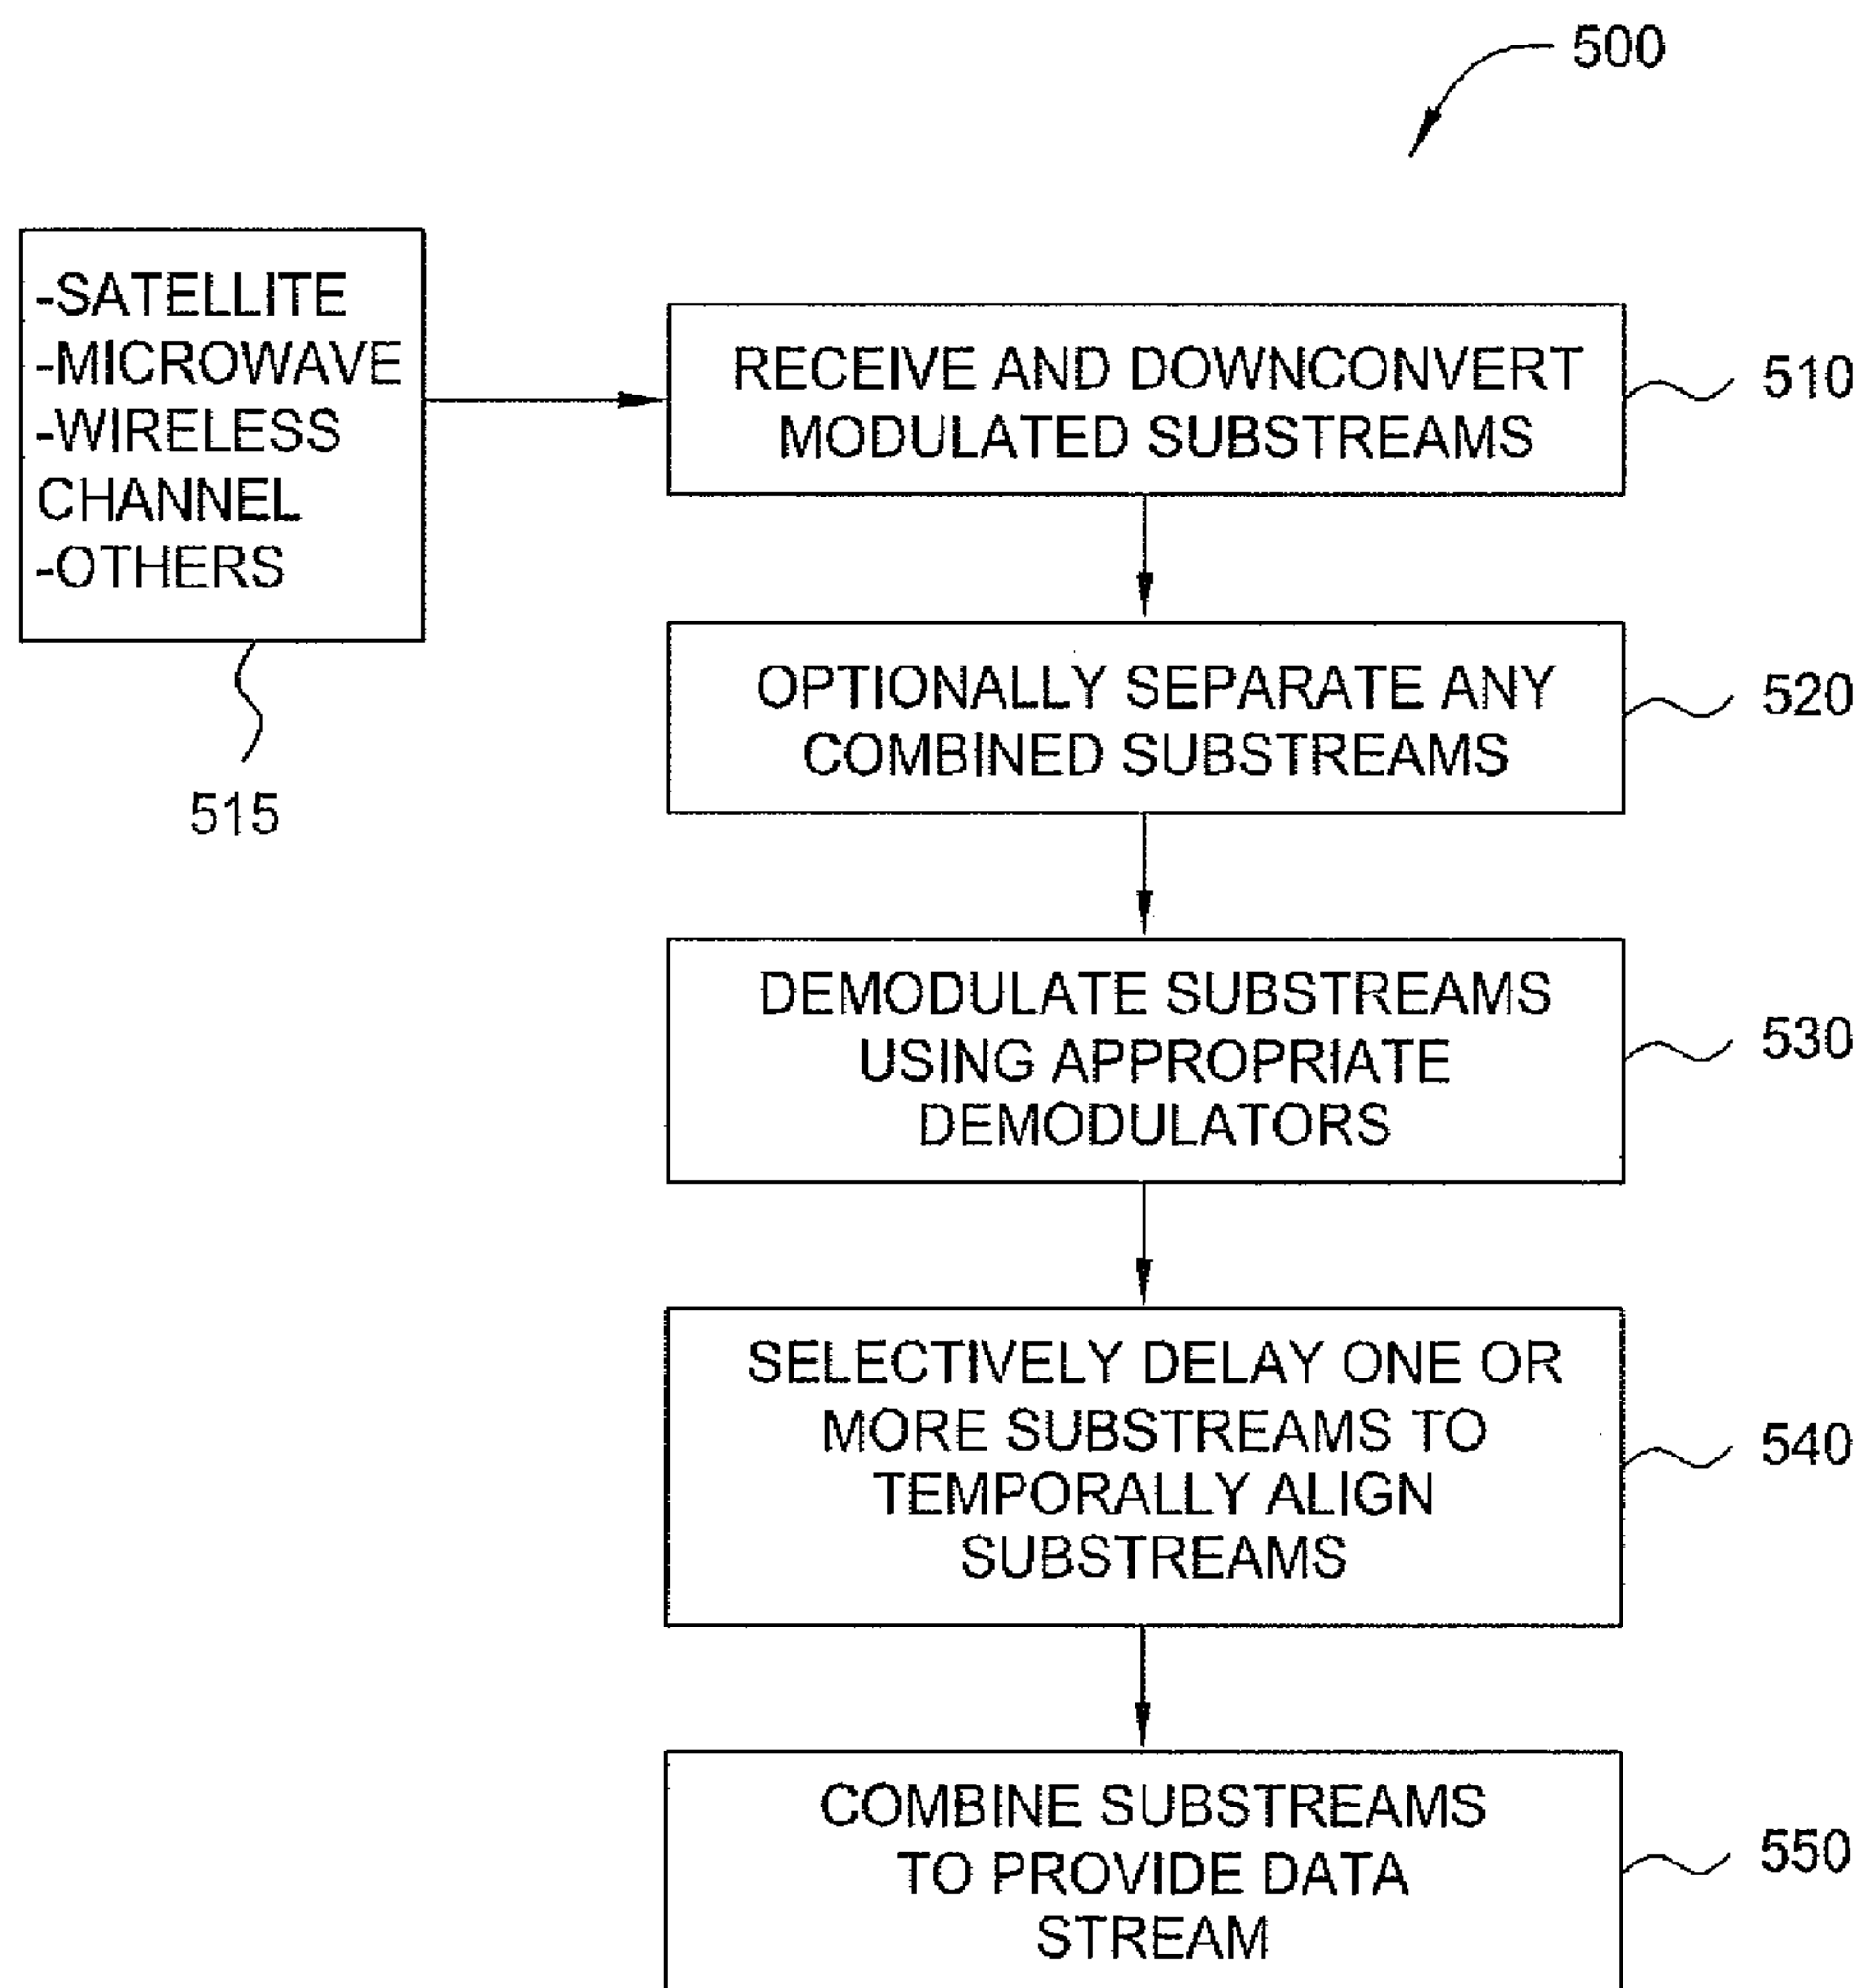 500
-SATELLITE
-MICROWAVE
-WIRELESS
CHANNEL
-OTHERS
515
RECEIVE AND DOWNCONVERT
MODULATED SUBSTREAMS
510
OPTIONALLY SEPARATE ANY
COMBINED SUBSTREAMS
520
DEMODULATE SUBSTREAMS
USING APPROPRIATE
DEMODULATORS
530
SELECTIVELY DELAY ONE OR
MORE SUBSTREAMS TO
TEMPORALLY ALIGN
SUBSTREAMS
540
COMBINE SUBSTREAMS
TO PROVIDE DATA
STREAM
550